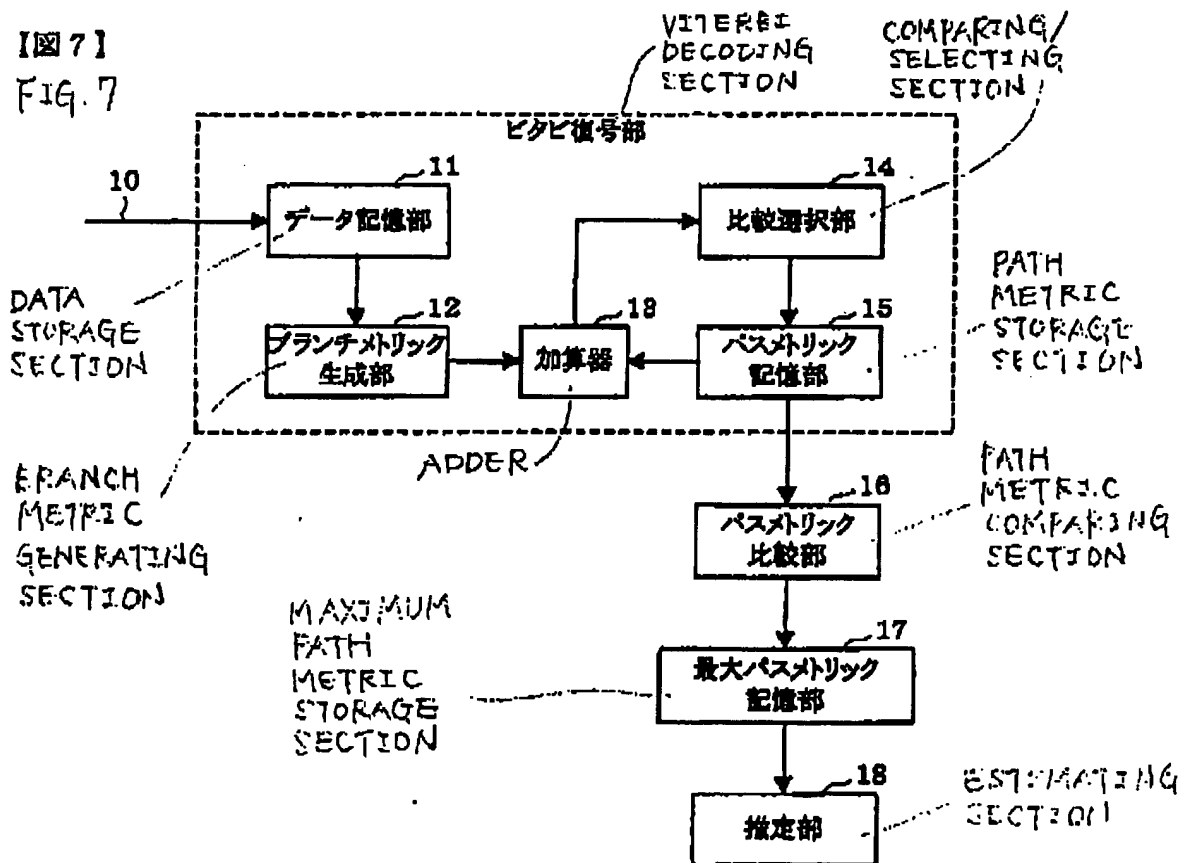 【図7】
FIG. 7
VITERBI
DECODING
SECTION
COMPARING/
SELECTING
SECTION
ビタビ復号部
10
11
データ記憶部
14
比較選択部
DATA
STORAGE
SECTION
12
ブランチメトリック
生成部
13
加算器
15
パスメトリック
記憶部
PATH
METRIC
STORAGE
SECTION
BRANCH
METRIC
GENERATING
SECTION
ADDER
16
パスメトリック
比較部
PATH
METRIC
COMPARING
SECTION
MAXIMUM
PATH
METRIC
STORAGE
SECTION
17
最大パスメトリック
記憶部
18
推定部
ESTIMATING
SECTION